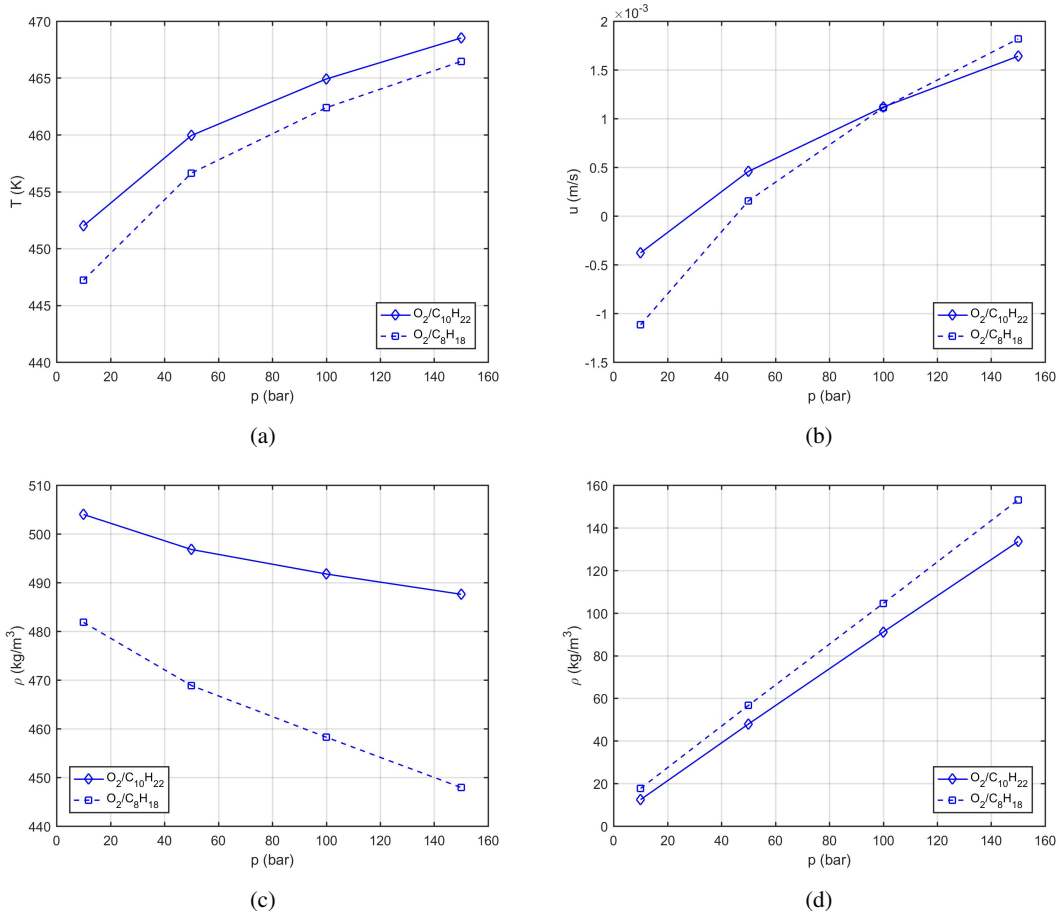 470
465
460
455
450
445
440
T (K)
0 20 40 60 80 100 120 140 160
p (bar)
O₂/C₁₀H₂₂
O₂/C₈H₁₈
(a)
×10⁻³
2
1.5
1
0.5
0
-0.5
-1
-1.5
u (m/s)
0 20 40 60 80 100 120 140 160
p (bar)
O₂/C₁₀H₂₂
O₂/C₈H₁₈
(b)
510
500
490
480
470
460
450
440
ρ (kg/m³)
0 20 40 60 80 100 120 140 160
p (bar)
O₂/C₁₀H₂₂
O₂/C₈H₁₈
(c)
160
140
120
100
80
60
40
20
0
ρ (kg/m³)
0 20 40 60 80 100 120 140 160
p (bar)
O₂/C₁₀H₂₂
O₂/C₈H₁₈
(d)